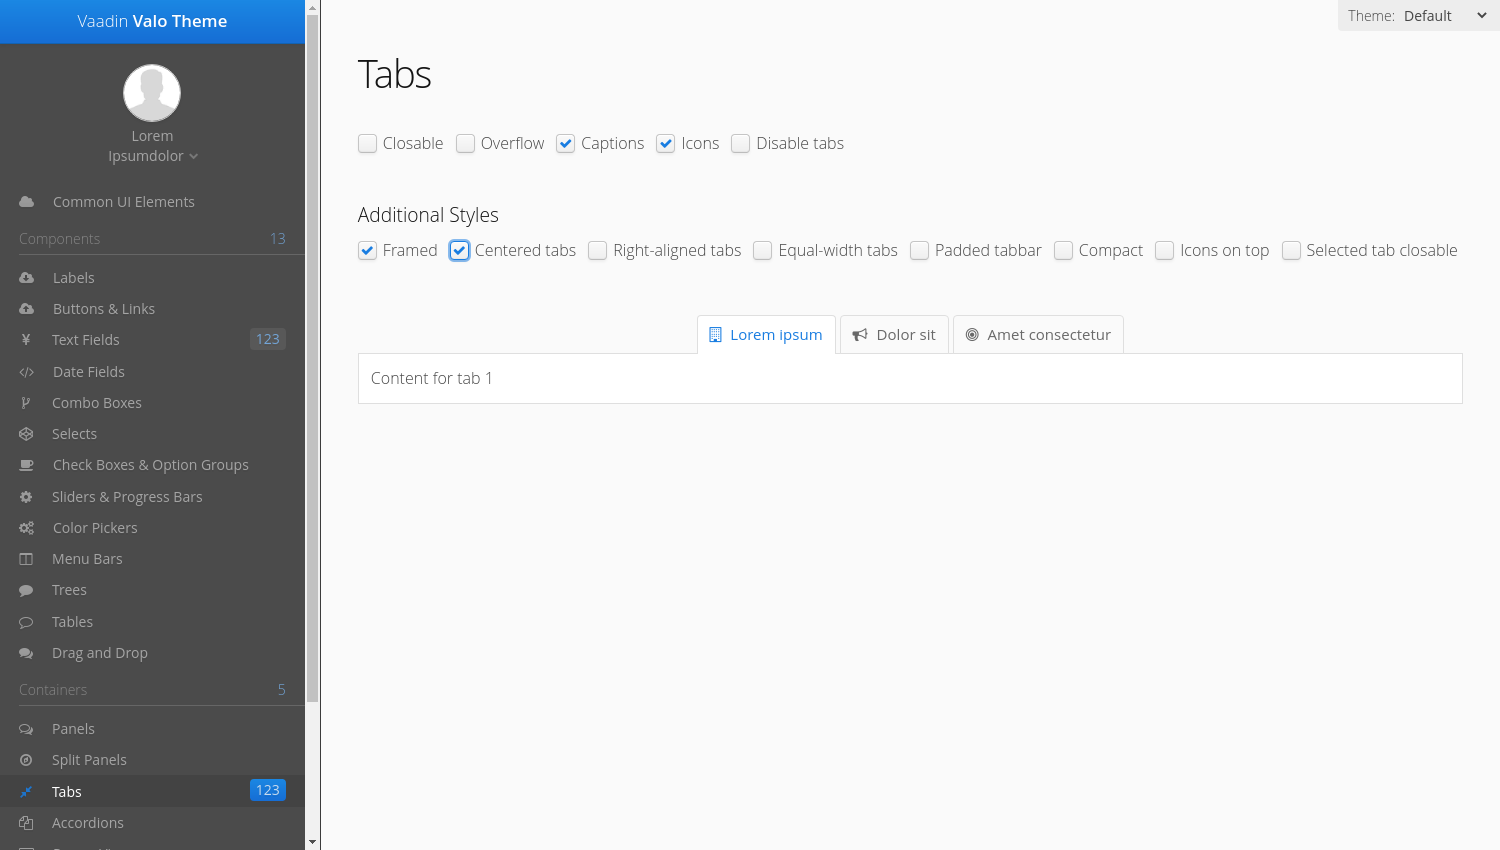 Vaadin Valo Theme
Lorem
Ipsumdolor
Common UI Elements
Components 13
Labels
Buttons & Links
Text Fields 123
Date Fields
Combo Boxes
Selects
Check Boxes & Option Groups
Sliders & Progress Bars
Color Pickers
Menu Bars
Trees
Tables
Drag and Drop
Containers 5
Panels
Split Panels
Tabs 123
Accordions
Theme: Default
Tabs
Closable Overflow Captions Icons Disable tabs
Additional Styles
Framed Centered tabs Right-aligned tabs Equal-width tabs Padded tabbar Compact Icons on top Selected tab closable
Lorem ipsum Dolor sit Amet consectetur
Content for tab 1